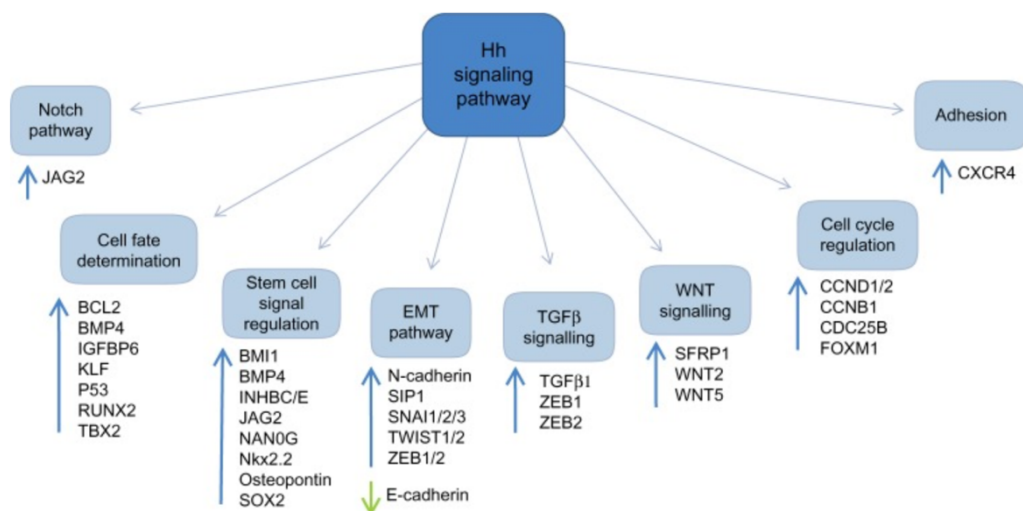 Hh
signaling
pathway
Notch
pathway
JAG2
Cell fate
determination
BCL2
BMP4
IGFBP6
KLF
P53
RUNX2
TBX2
Stem cell
signal
regulation
BMI1
BMP4
INHBC/E
JAG2
NAN0G
Nkx2.2
Osteopontin
SOX2
EMT
pathway
N-cadherin
SIP1
SNAI1/2/3
TWIST1/2
ZEB1/2
E-cadherin
TGFβ
signalling
TGFβ1
ZEB1
ZEB2
WNT
signalling
SFRP1
WNT2
WNT5
Cell cycle
regulation
CCND1/2
CCNB1
CDC25B
FOXM1
Adhesion
CXCR4